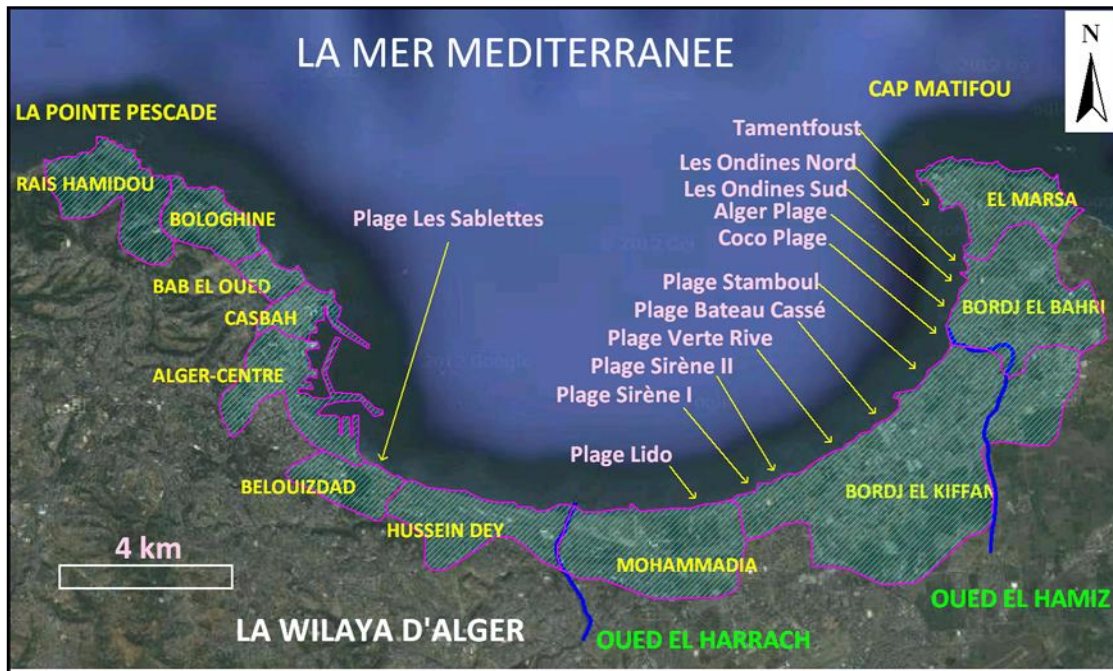 LA MER MEDITERRANEE
N
CAP MATIFOU
LA POINTE PESCADE
Tamentfoust
Les Ondines Nord
RAIS HAMIDOU
Les Ondines Sud
EL MARSA
BOLOGHINE
Plage Les Sablettes
Alger Plage
Coco Plage
BAB EL OUED
Plage Stamboul
CASBAH
Plage Bateau Cassé
BORDJ EL BAHRI
Plage Verte Rive
ALGER-CENTRE
Plage Sirène II
Plage Sirène I
Plage Lido
BELOUIZDAD
BORDJ EL KIFFAN
HUSSEIN DEY
4 km
MOHAMMADIA
OUED EL HAMIZ
LA WILAYA D'ALGER
OUED EL HARRACH